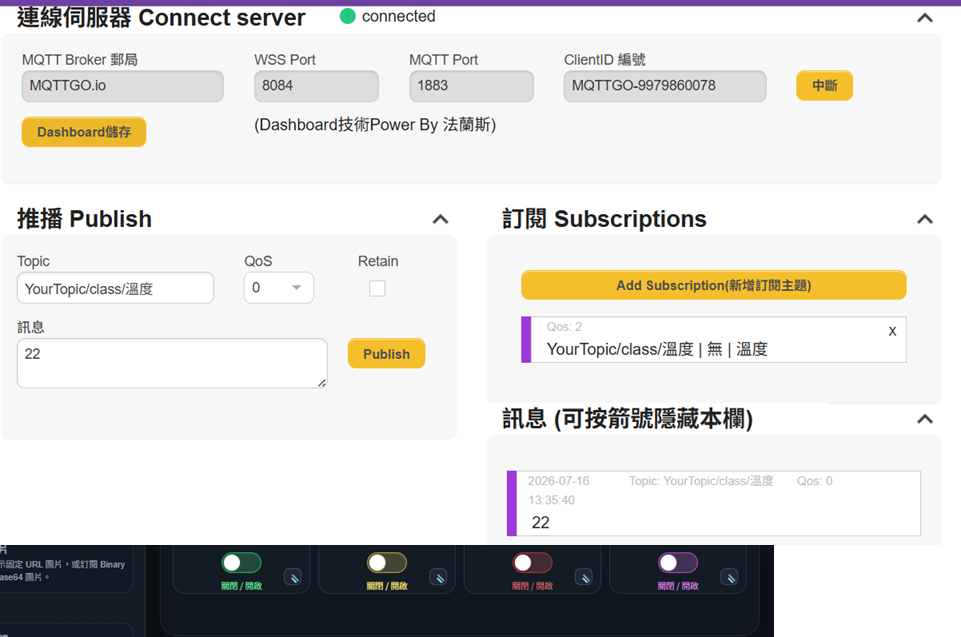 連線伺服器 Connect server
connected
MQTT Broker 郵局
WSS Port
MQTT Port
ClientID 編號
MQTTGO.io
8084
1883
MQTTGO-9979860078
中斷
Dashboard儲存
(Dashboard技術Power By 法蘭斯)
推播 Publish
Topic
QoS
Retain
YourTopic/class/溫度
0
訊息
22
Publish
訂閱 Subscriptions
Add Subscription(新增訂閱主題)
Qos: 2
x
YourTopic/class/溫度 | 無 | 溫度
訊息 (可按箭號隱藏本欄)
2026-07-16
13:35:40
Topic: YourTopic/class/溫度
Qos: 0
22
片
示固定 URL 圖片，或訂閱 Binary
ase64 圖片。
關閉 / 開啟
關閉 / 開啟
關閉 / 開啟
關閉 / 開啟